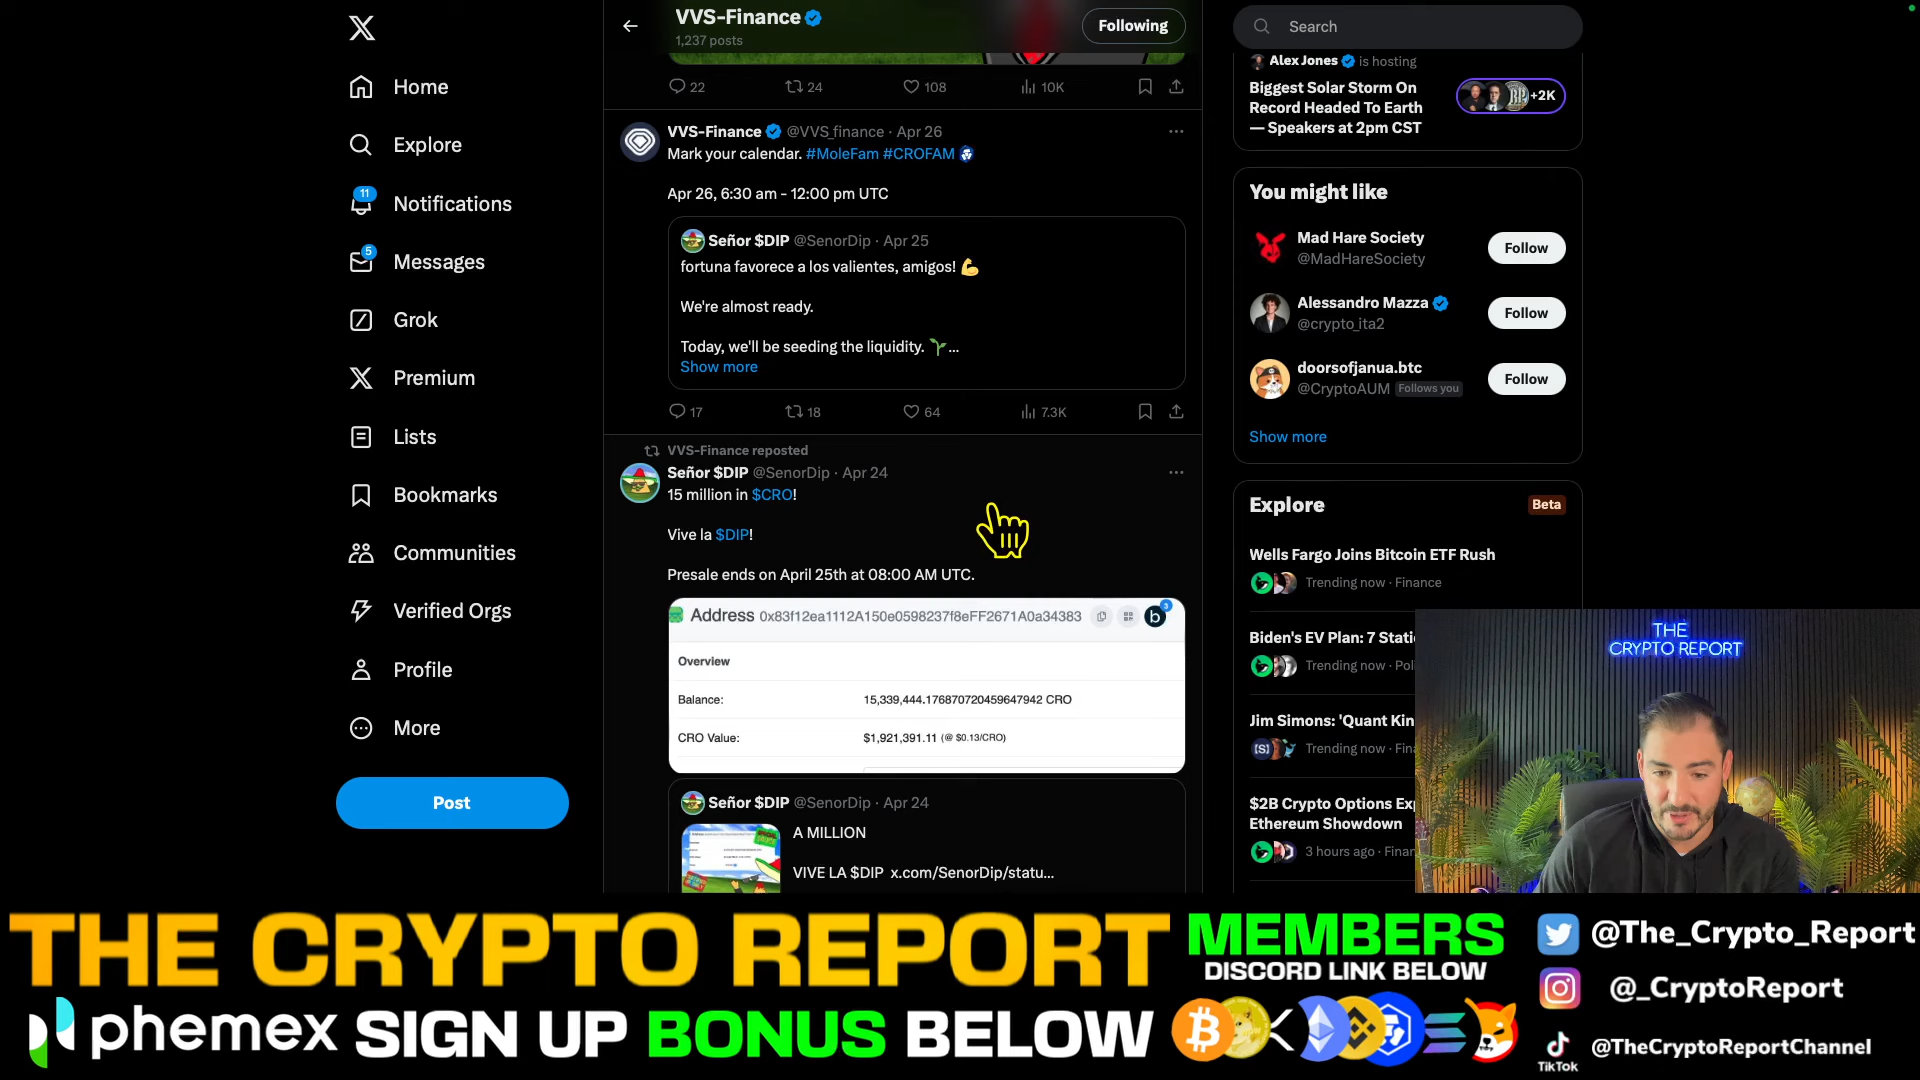 Home
Explore
11
Notifications
5
Messages
Grok
Premium
Lists
Bookmarks
Communities
Verified Orgs
Profile
More
Post
VVS-Finance
1,237 posts
Following
22 24 108 10K
VVS-Finance @VVS_finance · Apr 26
Mark your calendar. #MoleFam #CROFAM
Apr 26, 6:30 am - 12:00 pm UTC
Señor $DIP @SenorDip · Apr 25
fortuna favorece a los valientes, amigos! 💪
We're almost ready.
Today, we'll be seeding the liquidity. 🌱...
Show more
17 18 64 7.3K
VVS-Finance reposted
Señor $DIP @SenorDip · Apr 24
15 million in $CRO!
Vive la $DIP!
Presale ends on April 25th at 08:00 AM UTC.
Address 0x83f12ea1112A150e0598237f8eFF2671A0a34383
b 3
Overview
Balance: 15,339,444.176870720459647942 CRO
CRO Value: $1,921,391.11 (@ $0.13/CRO)
Señor $DIP @SenorDip · Apr 24
A MILLION
VIVE LA $DIP x.com/SenorDip/statu...
Search
Alex Jones is hosting
Biggest Solar Storm On
Record Headed To Earth
— Speakers at 2pm CST
+2K
You might like
Mad Hare Society
@MadHareSociety
Follow
Alessandro Mazza
@crypto_ita2
Follow
doorsofjanua.btc
@CryptoAUM Follows you
Follow
Show more
Explore
Beta
Wells Fargo Joins Bitcoin ETF Rush
Trending now · Finance
Biden's EV Plan: 7 Stati
Trending now · Pol
Jim Simons: 'Quant Kin
Trending now · Fina
$2B Crypto Options Exp
Ethereum Showdown
3 hours ago · Finan
THE
CRYPTO REPORT
THE CRYPTO REPORT
MEMBERS
DISCORD LINK BELOW
phemex SIGN UP BONUS BELOW
@The_Crypto_Report
@_CryptoReport
TikTok
@TheCryptoReportChannel